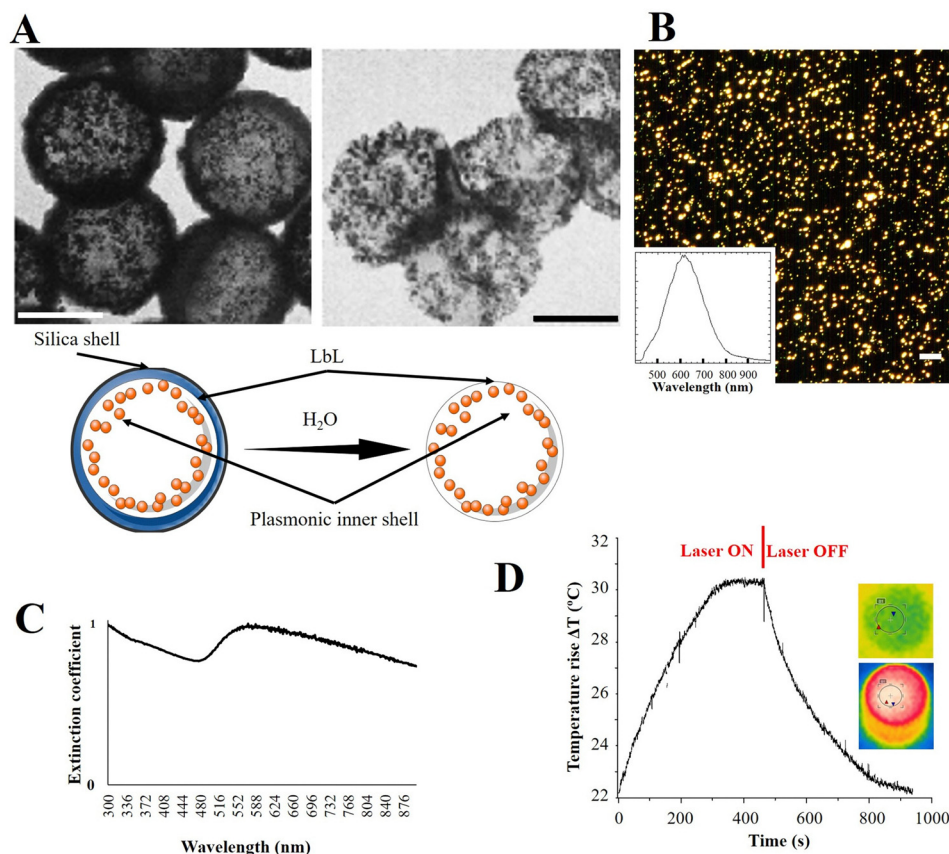 A
B
400 500 600 700 800 900
Wavelength (nm)
Silica shell
LbL
H₂O
Plasmonic inner shell
C
Extinction coefficient
1
0
300 336 372 408 444 480 516 552 588 624 660 696 732 768 804 840 876
Wavelength (nm)
D
Laser ON
Laser OFF
Temperature rise ΔT (ºC)
32
30
28
26
24
22
0 200 400 600 800 1000
Time (s)